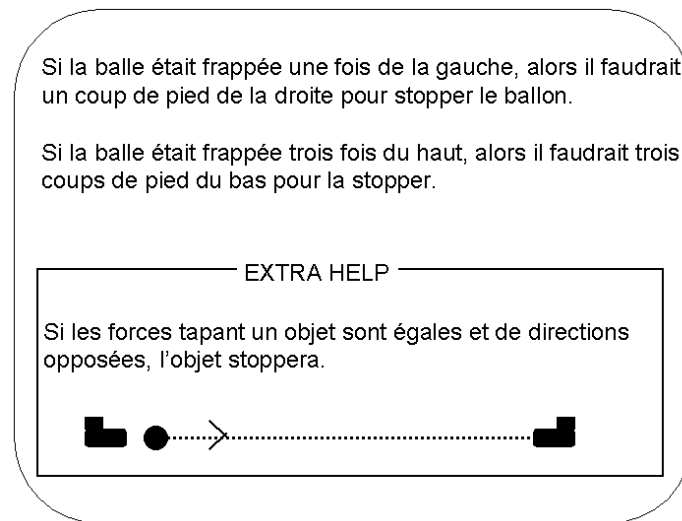 Si la balle était frappée une fois de la gauche, alors il faudrait
un coup de pied de la droite pour stopper le ballon.
Si la balle était frappée trois fois du haut, alors il faudrait trois
coups de pied du bas pour la stopper.
EXTRA HELP
Si les forces tapant un objet sont égales et de directions
opposées, l'objet stoppera.